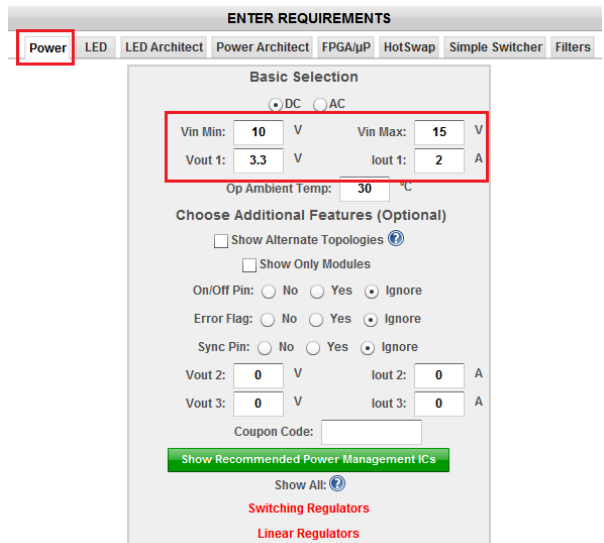 ENTER REQUIREMENTS
Power LED LED Architect Power Architect FPGA/µP HotSwap Simple Switcher Filters
Basic Selection
DC AC
Vin Min: 10 V Vin Max: 15 V
Vout 1: 3.3 V Iout 1: 2 A
Op Ambient Temp: 30 °C
Choose Additional Features (Optional)
Show Alternate Topologies ?
Show Only Modules
On/Off Pin: No Yes Ignore
Error Flag: No Yes Ignore
Sync Pin: No Yes Ignore
Vout 2: 0 V Iout 2: 0 A
Vout 3: 0 V Iout 3: 0 A
Coupon Code:
Show Recommended Power Management ICs
Show All: ?
Switching Regulators
Linear Regulators